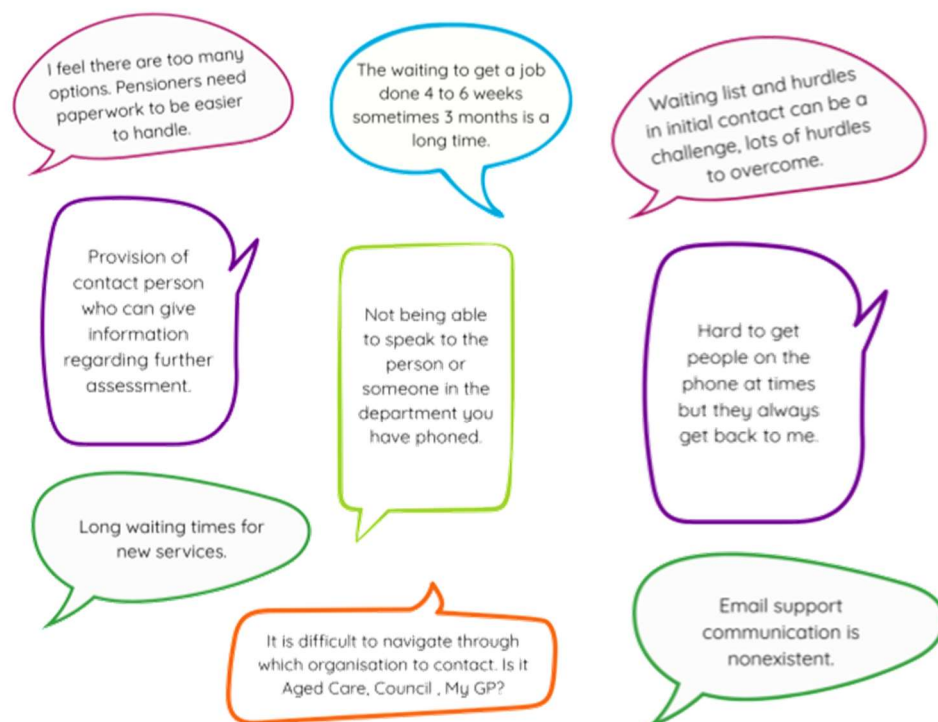 I feel there are too many
options. Pensioners need
paperwork to be easier
to handle.
The waiting to get a job
done 4 to 6 weeks
sometimes 3 months is a
long time.
Waiting list and hurdles
in initial contact can be a
challenge, lots of hurdles
to overcome.
Provision of
contact person
who can give
information
regarding further
assessment.
Not being able
to speak to the
person or
someone in the
department you
have phoned.
Hard to get
people on the
phone at times
but they always
get back to me.
Long waiting times for
new services.
It is difficult to navigate through
which organisation to contact. Is it
Aged Care, Council , My GP?
Email support
communication is
nonexistent.